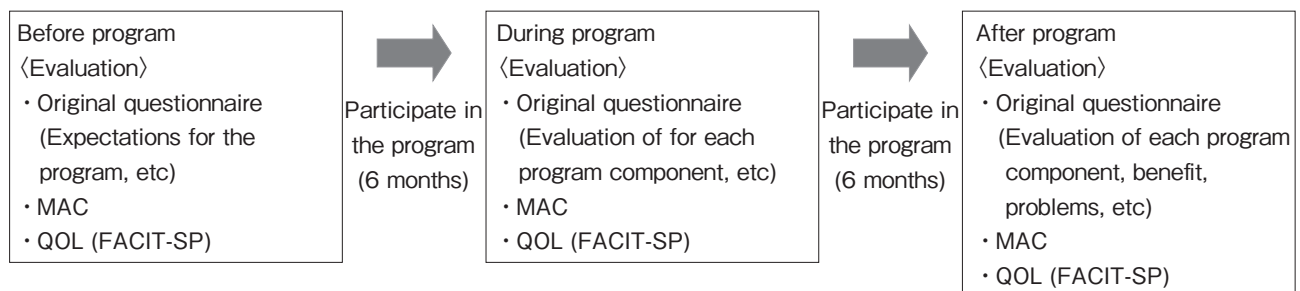 Before program
〈Evaluation〉
・Original questionnaire
(Expectations for the
program, etc)
・MAC
・QOL (FACIT-SP)
Participate in
the program
(6 months)
During program
〈Evaluation〉
・Original questionnaire
(Evaluation of for each
program component, etc)
・MAC
・QOL (FACIT-SP)
Participate in
the program
(6 months)
After program
〈Evaluation〉
・Original questionnaire
(Evaluation of each program
component, benefit,
problems, etc)
・MAC
・QOL (FACIT-SP)